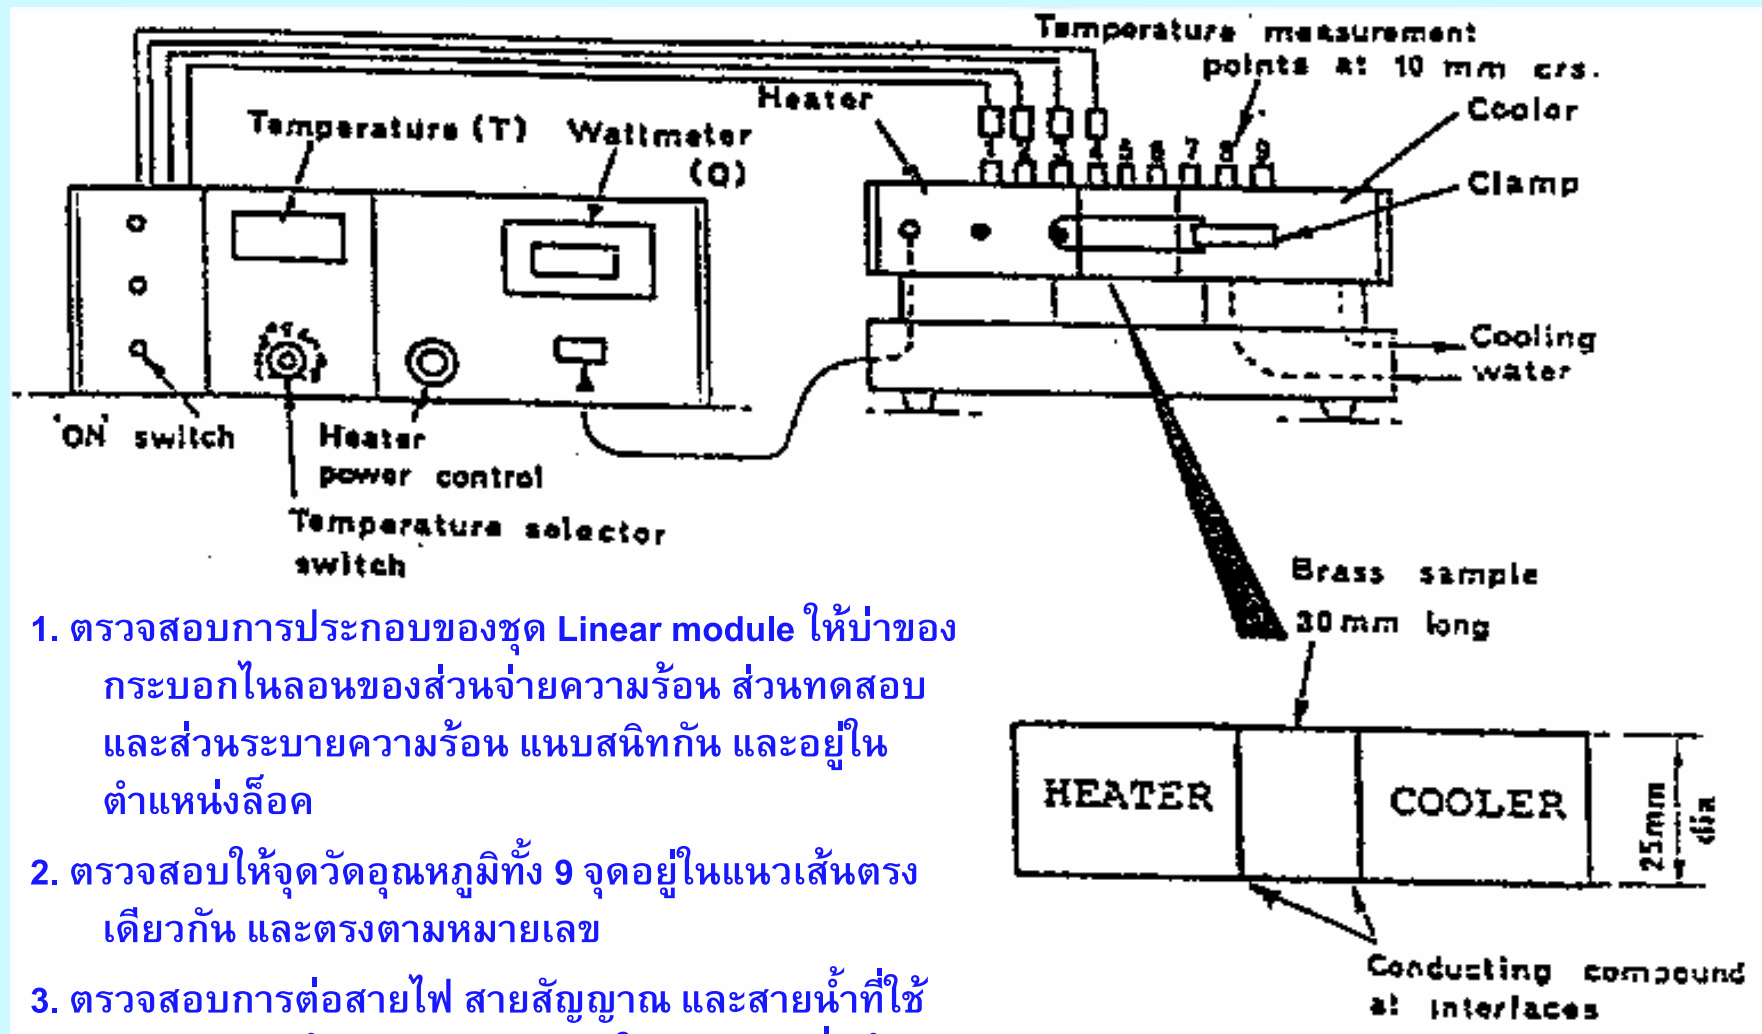 Temperature measurement
points at 10 mm crs.
Heater
Cooler
Temperature (T)
Wattmeter
(Q)
1 2 3 4 5 6 7 8 9
Clamp
Cooling
water
'ON' switch
Heater
power control
Temperature selector
switch
Brass sample
30mm long
HEATER
COOLER
25mm
dia
Conducting compound
at interfaces
1. ตรวจสอบการประกอบของชุด Linear module ให้บ่าของ
กระบอกไนลอนของส่วนจ่ายความร้อน ส่วนทดสอบ
และส่วนระบายความร้อน แนบสนิทกัน และอยู่ใน
ตำแหน่งล็อค
2. ตรวจสอบให้จุดวัดอุณหภูมิทั้ง 9 จุดอยู่ในแนวเส้นตรง
เดียวกัน และตรงตามหมายเลข
3. ตรวจสอบการต่อสายไฟ สายสัญญาณ และสายน้ำที่ใช้